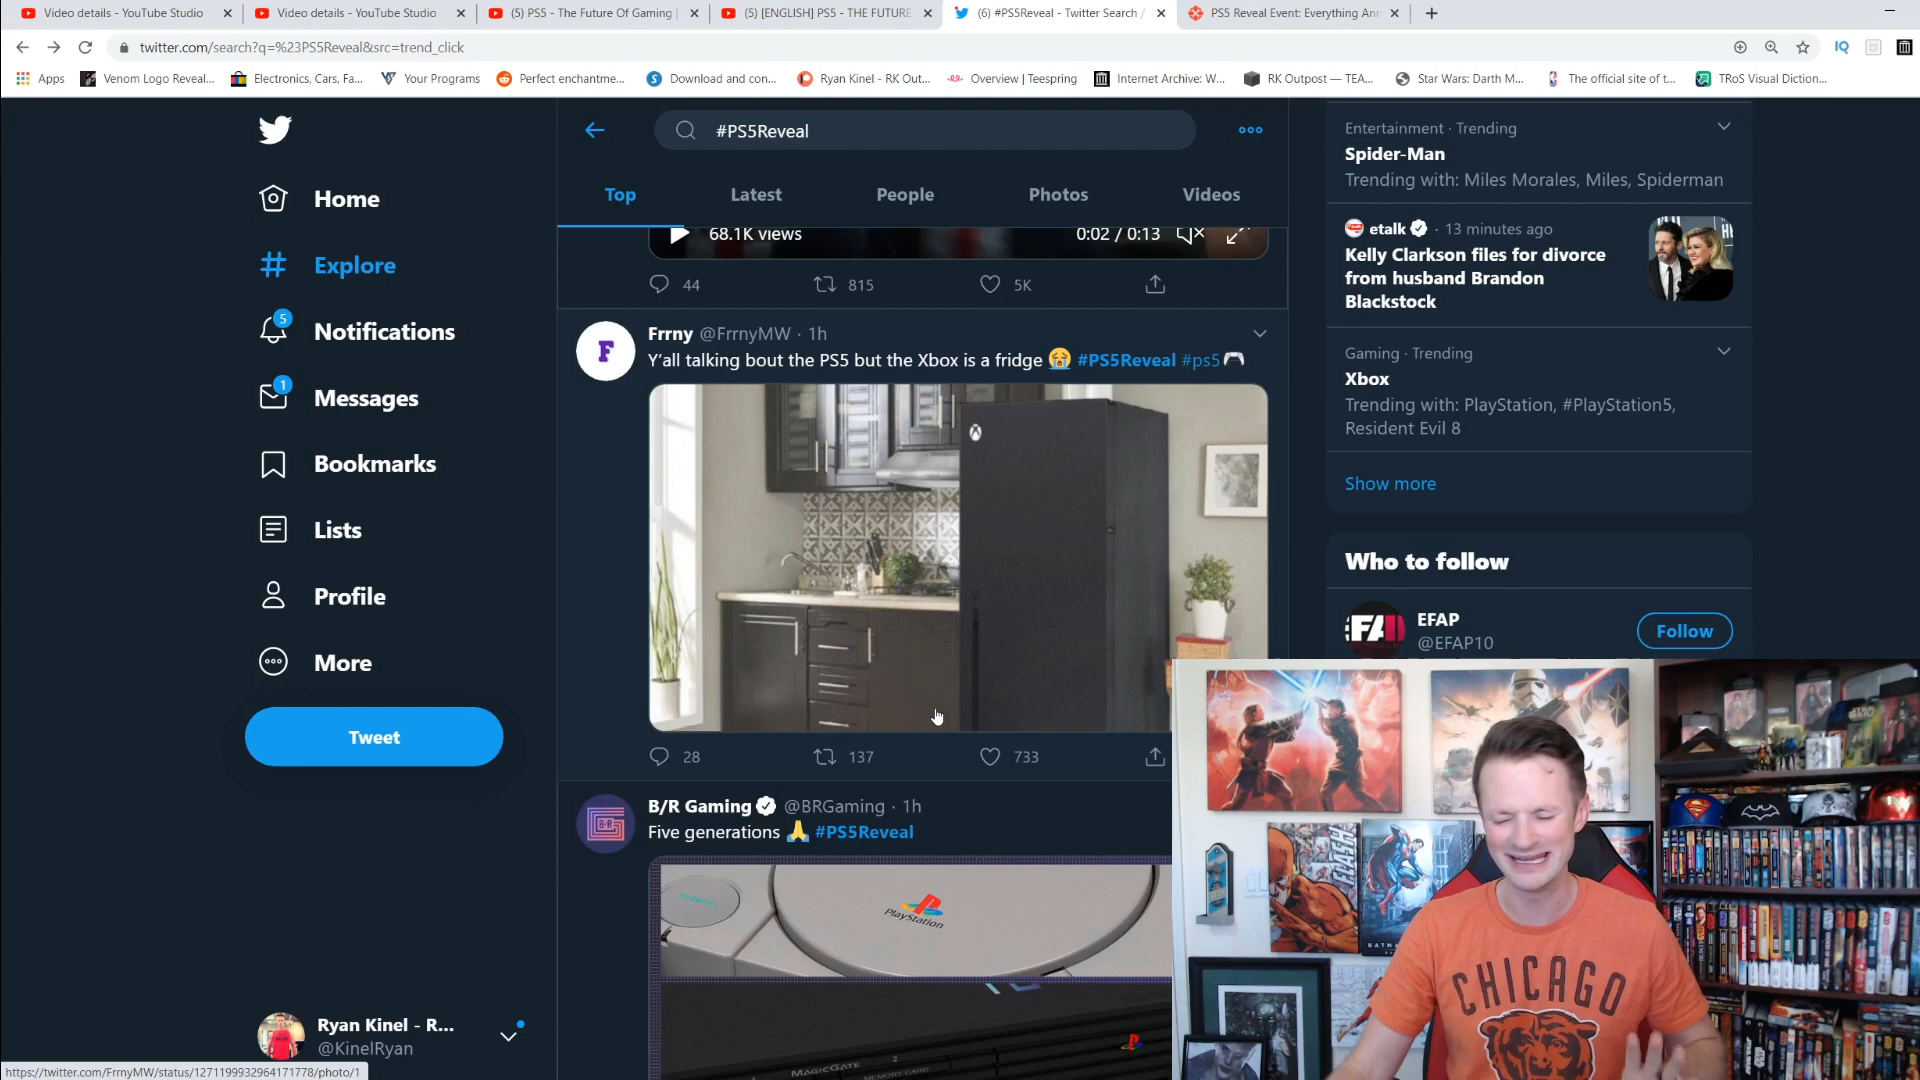 Video details - YouTube Studio
Video details - YouTube Studio
(5) PS5 - The Future Of Gaming
(5) [ENGLISH] PS5 - THE FUTURE
(6) #PS5Reveal - Twitter Search /
PS5 Reveal Event: Everything Ann
twitter.com/search?q=%23PS5Reveal&src=trend_click
IQ
Apps
Venom Logo Reveal...
Electronics, Cars, Fa...
Your Programs
Perfect enchantme...
Download and con...
Ryan Kinel - RK Out...
Overview | Teespring
Internet Archive: W...
RK Outpost — TEA...
Star Wars: Darth M...
The official site of t...
TRoS Visual Diction...
Home
Explore
5
Notifications
1
Messages
Bookmarks
Lists
Profile
More
Tweet
Ryan Kinel - R...
@KinelRyan
https://twitter.com/FrrnyMW/status/1271199932964171778/photo/1
#PS5Reveal
Top
Latest
People
Photos
Videos
68.1K views
0:02 / 0:13
44
815
5K
F
Frrny @FrrnyMW · 1h
Y'all talking bout the PS5 but the Xbox is a fridge 😭 #PS5Reveal #ps5🎮
28
137
733
B/R
B/R Gaming @BRGaming · 1h
Five generations 🙏 #PS5Reveal
PlayStation
2
MAGICGATE
MEMORY CARD
Entertainment · Trending
Spider-Man
Trending with: Miles Morales, Miles, Spiderman
etalk · 13 minutes ago
Kelly Clarkson files for divorce
from husband Brandon
Blackstock
Gaming · Trending
Xbox
Trending with: PlayStation, #PlayStation5,
Resident Evil 8
Show more
Who to follow
EFAP
@EFAP10
Follow
FLASH
CHICAGO